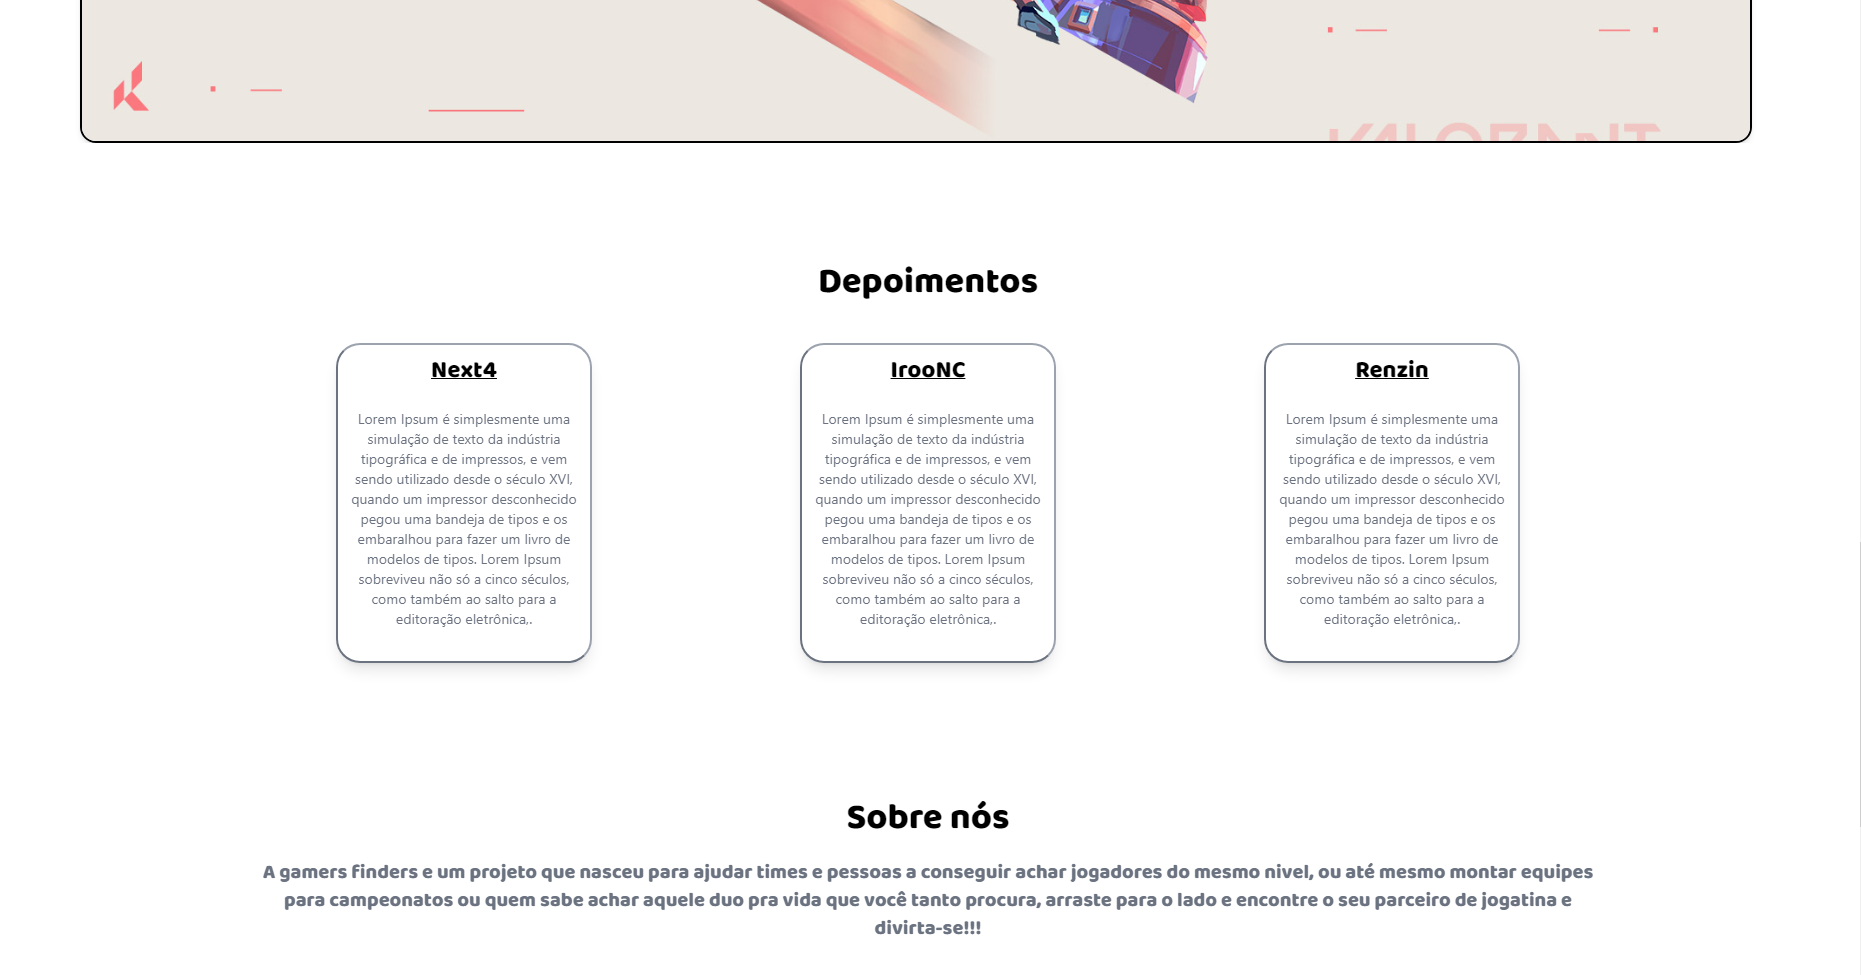 Depoimentos
Next4
Lorem Ipsum é simplesmente uma
simulação de texto da indústria
tipográfica e de impressos, e vem
sendo utilizado desde o século XVI,
quando um impressor desconhecido
pegou uma bandeja de tipos e os
embaralhou para fazer um livro de
modelos de tipos. Lorem Ipsum
sobreviveu não só a cinco séculos,
como também ao salto para a
editoração eletrônica,.
IrooNC
Lorem Ipsum é simplesmente uma
simulação de texto da indústria
tipográfica e de impressos, e vem
sendo utilizado desde o século XVI,
quando um impressor desconhecido
pegou uma bandeja de tipos e os
embaralhou para fazer um livro de
modelos de tipos. Lorem Ipsum
sobreviveu não só a cinco séculos,
como também ao salto para a
editoração eletrônica,.
Renzin
Lorem Ipsum é simplesmente uma
simulação de texto da indústria
tipográfica e de impressos, e vem
sendo utilizado desde o século XVI,
quando um impressor desconhecido
pegou uma bandeja de tipos e os
embaralhou para fazer um livro de
modelos de tipos. Lorem Ipsum
sobreviveu não só a cinco séculos,
como também ao salto para a
editoração eletrônica,.
Sobre nós
A gamers finders e um projeto que nasceu para ajudar times e pessoas a conseguir achar jogadores do mesmo nivel, ou até mesmo montar equipes
para campeonatos ou quem sabe achar aquele duo pra vida que você tanto procura, arraste para o lado e encontre o seu parceiro de jogatina e
divirta-se!!!